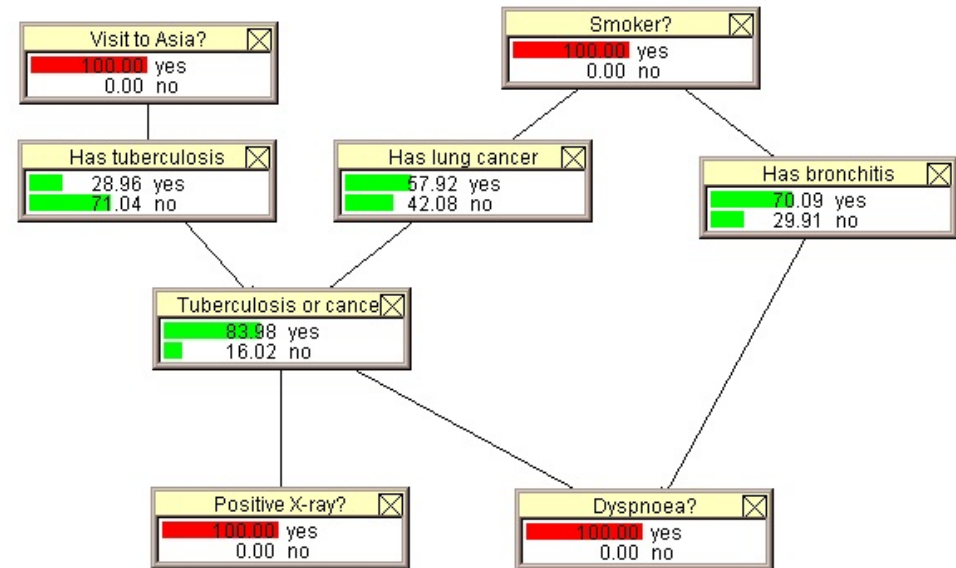 Visit to Asia?
100.00 yes
0.00 no
Smoker?
100.00 yes
0.00 no
Has tuberculosis
28.96 yes
71.04 no
Has lung cancer
57.92 yes
42.08 no
Has bronchitis
70.09 yes
29.91 no
Tuberculosis or cance
83.98 yes
16.02 no
Positive X-ray?
100.00 yes
0.00 no
Dyspnoea?
100.00 yes
0.00 no